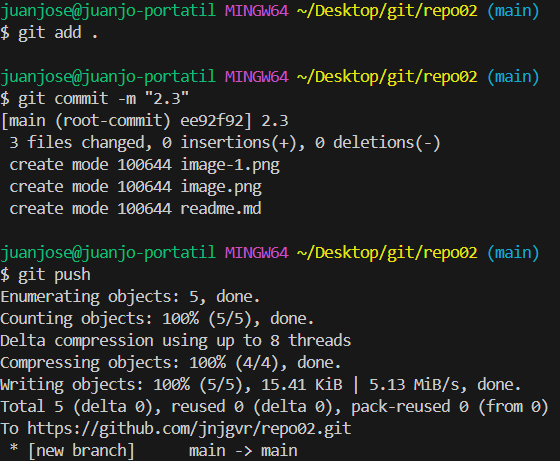 juanjose@juanjo-portatil MINGW64 ~/Desktop/git/repo02 (main)
$ git add .
juanjose@juanjo-portatil MINGW64 ~/Desktop/git/repo02 (main)
$ git commit -m "2.3"
[main (root-commit) ee92f92] 2.3
 3 files changed, 0 insertions(+), 0 deletions(-)
 create mode 100644 image-1.png
 create mode 100644 image.png
 create mode 100644 readme.md
juanjose@juanjo-portatil MINGW64 ~/Desktop/git/repo02 (main)
$ git push
Enumerating objects: 5, done.
Counting objects: 100% (5/5), done.
Delta compression using up to 8 threads
Compressing objects: 100% (4/4), done.
Writing objects: 100% (5/5), 15.41 KiB | 5.13 MiB/s, done.
Total 5 (delta 0), reused 0 (delta 0), pack-reused 0 (from 0)
To https://github.com/jnjgvr/repo02.git
 * [new branch]      main -> main